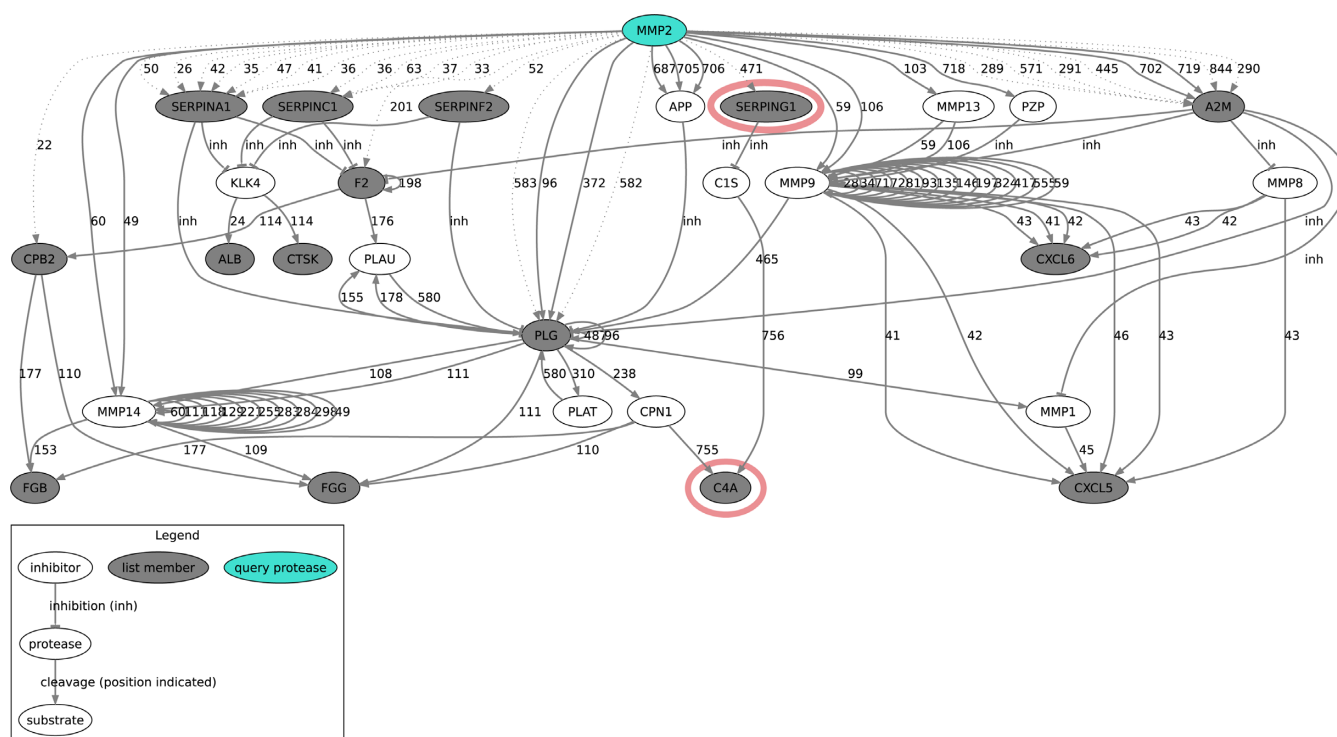 MMP2
50 26 42 35 47 41 36 36 63 37 33 52 687 705 706 471 103 718 289 571 291 445 702 719 844 290
SERPINA1 SERPINC1 SERPINF2 APP SERPING1 MMP13 PZP A2M
201 59 106
22 inh inh inh inh inh inh 59 106 inh inh inh
KLK4 F2 198 583 96 372 582 C1S MMP9 MMP8
60 49 inh 24 114 114 176 inh inh 43 41 42 43 42 inh
CPB2 ALB CTSK PLAU 465 CXCL6 inh
155 178 580
PLG 487 96 756 41 42 46 43 43
177 110 108 111 580 310 238 99
MMP14 PLAT CPN1 MMP1
153 177 109 111 110 755 45
FGB FGG C4A CXCL5
Legend
inhibitor list member query protease
inhibition (inh)
protease
cleavage (position indicated)
substrate